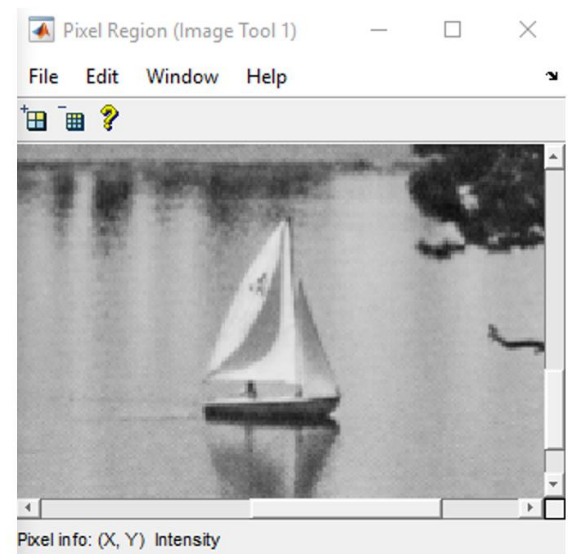 Pixel Region (Image Tool 1)
File Edit Window Help
Pixel info: (X, Y) Intensity